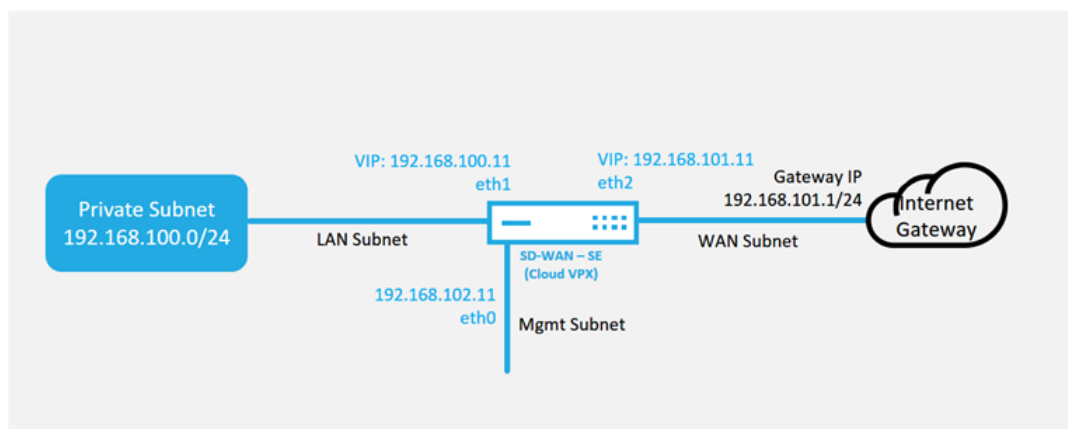 VIP: 192.168.100.11
eth1
VIP: 192.168.101.11
eth2
Gateway IP
192.168.101.1/24
Internet
Gateway
Private Subnet
192.168.100.0/24
LAN Subnet
WAN Subnet
SD-WAN – SE
(Cloud VPX)
192.168.102.11
eth0
Mgmt Subnet